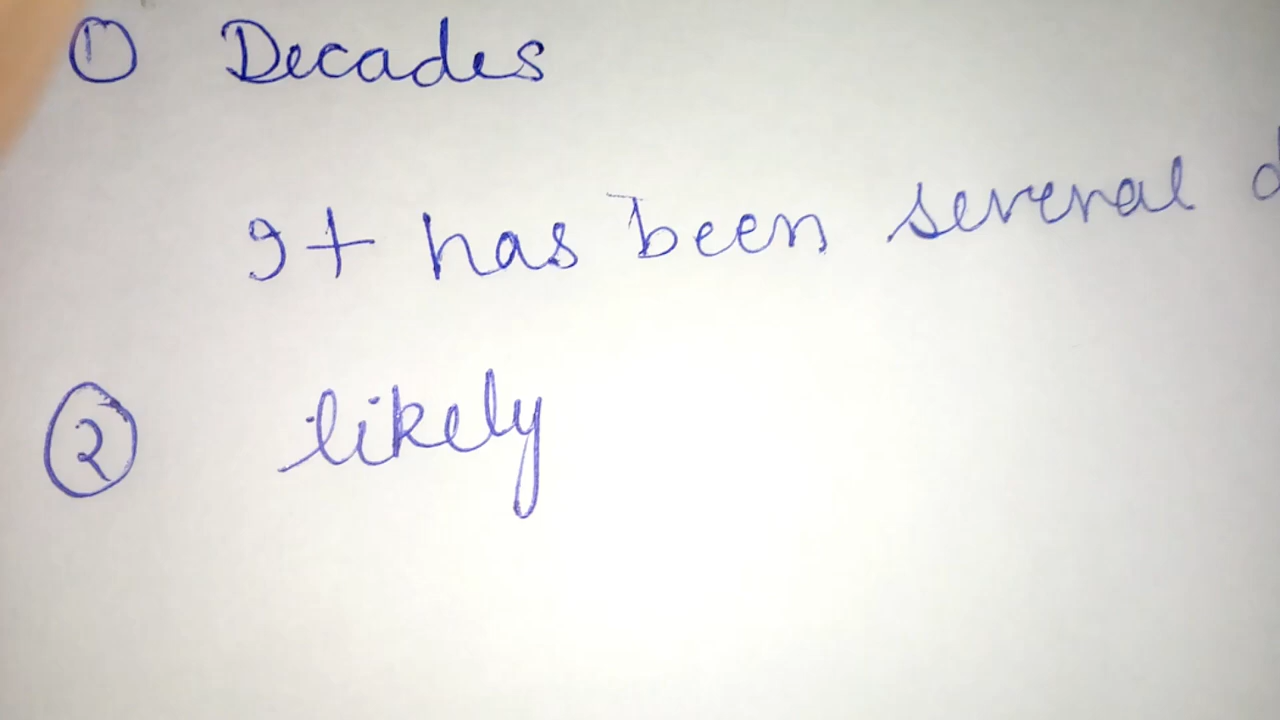 ① Decades
It has been several
② likely